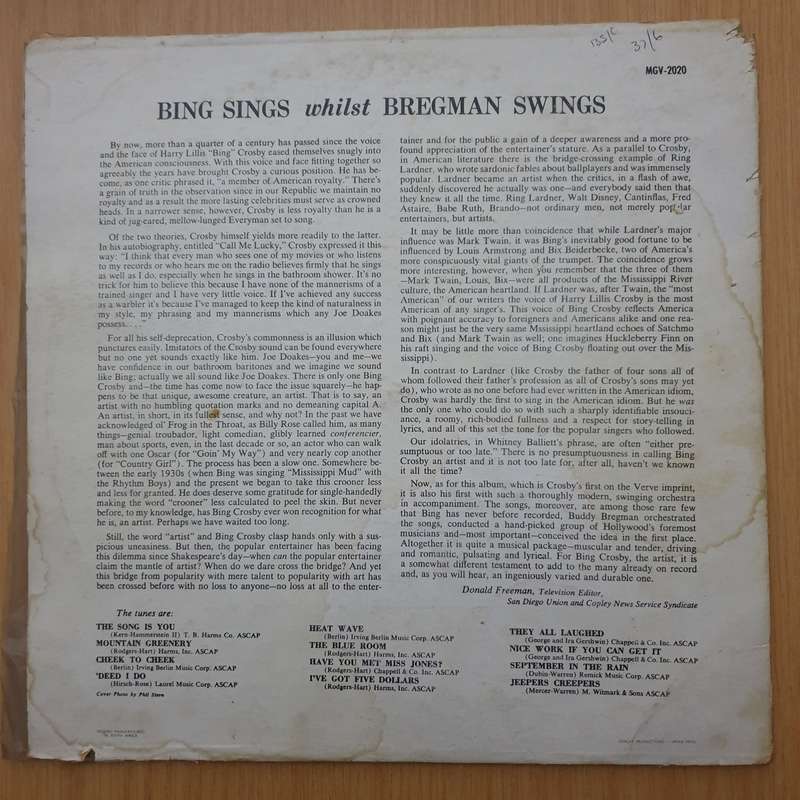 135/c 37/6
MGV-2020
BING SINGS whilst BREGMAN SWINGS
By now, more than a quarter of a century has passed since the voice
and the face of Harry Lillis "Bing" Crosby eased themselves snugly into
the American consciousness. With this voice and face fitting together so
agreeably the years have brought Crosby a curious position. He has be-
come, as one critic phrased it, "a member of American royalty." There's
a grain of truth in the observation since in our Republic we maintain no
royalty and as a result the more lasting celebrities must serve as crowned
heads. In a narrower sense, however, Crosby is less royalty than he is a
kind of jug-eared, mellow-lunged Everyman set to song.
Of the two theories, Crosby himself yields more readily to the latter.
In his autobiography, entitled "Call Me Lucky," Crosby expressed it this
way: "I think that every man who sees one of my movies or who listens
to my records or who hears me on the radio believes firmly that he sings
as well as I do, especially when he sings in the bathroom shower. It's no
trick for him to believe this because I have none of the mannerisms of a
trained singer and I have very little voice. If I've achieved any success
as a warbler it's because I've managed to keep the kind of naturalness in
my style, my phrasing and my mannerisms which any Joe Doakes
possess. . . ."
For all his self-deprecation, Crosby's commonness is an illusion which
punctures easily. Imitators of the Crosby sound can be found everywhere
but no one yet sounds exactly like him. Joe Doakes—you and me—we
have confidence in our bathroom baritones and we imagine we sound
like Bing; actually we all sound like Joe Doakes. There is only one Bing
Crosby and—the time has come now to face the issue squarely—he hap-
pens to be that unique, awesome creature, an artist. That is to say, an
artist with no humbling quotation marks and no demeaning capital A.
An artist, in short, in its fullest sense, and why not? In the past we have
acknowledged ol' Frog in the Throat, as Billy Rose called him, as many
things—genial troubador, light comedian, glibly learned conferencier,
man about sports, even, in the last decade or so, an actor who can walk
off with one Oscar (for "Goin' My Way") and very nearly cop another
(for "Country Girl"). The process has been a slow one. Somewhere be-
tween the early 1930s (when Bing was singing "Mississippi Mud" with
the Rhythm Boys) and the present we began to take this crooner less
and less for granted. He does deserve some gratitude for single-handedly
making the word "crooner" less calculated to peel the skin. But never
before, to my knowledge, has Bing Crosby ever won recognition for what
he is, an artist. Perhaps we have waited too long.
Still, the word "artist" and Bing Crosby clasp hands only with a sus-
picious uneasiness. But then, the popular entertainer has been facing
this dilemma since Shakespeare's day—when can the popular entertainer
claim the mantle of artist? When do we dare cross the bridge? And yet
this bridge from popularity with mere talent to popularity with art has
been crossed before with no loss to anyone—no loss at all to the enter-
tainer and for the public a gain of a deeper awareness and a more pro-
found appreciation of the entertainer's stature. As a parallel to Crosby,
in American literature there is the bridge-crossing example of Ring
Lardner, who wrote sardonic fables about ballplayers and was immensely
popular. Lardner became an artist when the critics, in a flash of awe,
suddenly discovered he actually was one—and everybody said then that
they knew it all the time. Ring Lardner, Walt Disney, Cantinflas, Fred
Astaire, Babe Ruth, Brando—not ordinary men, not merely popular
entertainers, but artists.
It may be little more than coincidence that while Lardner's major
influence was Mark Twain, it was Bing's inevitably good fortune to be
influenced by Louis Armstrong and Bix Beiderbecke, two of America's
more conspicuously vital giants of the trumpet. The coincidence grows
more interesting, however, when you remember that the three of them
—Mark Twain, Louis, Bix—were all products of the Mississippi River
culture, the American heartland. If Lardner was, after Twain, the "most
American" of our writers the voice of Harry Lillis Crosby is the most
American of any singer's. This voice of Bing Crosby reflects America
with poignant accuracy to foreigners and Americans alike and one rea-
son might just be the very same Mississippi heartland echoes of Satchmo
and Bix (and Mark Twain as well; one imagines Huckleberry Finn on
his raft singing and the voice of Bing Crosby floating out over the Mis-
sissippi).
In contrast to Lardner (like Crosby the father of four sons all of
whom followed their father's profession as all of Crosby's sons may yet
do), who wrote as no one before had ever written in the American idiom,
Crosby was hardly the first to sing in the American idiom. But he was
the only one who could do so with such a sharply identifiable insouci-
ance, a roomy, rich-bodied fullness and a respect for story-telling in
lyrics, and all of this set the tone for the popular singers who followed.
Our idolatries, in Whitney Balliett's phrase, are often "either pre-
sumptuous or too late." There is no presumptuousness in calling Bing
Crosby an artist and it is not too late for, after all, haven't we known
it all the time?
Now, as for this album, which is Crosby's first on the Verve imprint,
it is also his first with such a thoroughly modern, swinging orchestra
in accompaniment. The songs, moreover, are among those rare few
that Bing has never before recorded. Buddy Bregman orchestrated
the songs, conducted a hand-picked group of Hollywood's foremost
musicians and—most important—conceived the idea in the first place.
Altogether it is quite a musical package—muscular and tender, driving
and romantic, pulsating and lyrical. For Bing Crosby, the artist, it is
a somewhat different testament to add to the many already on record
and, as you will hear, an ingeniously varied and durable one.
Donald Freeman, Television Editor,
San Diego Union and Copley News Service Syndicate
The tunes are:
THE SONG IS YOU
(Kern-Hammerstein II) T. B. Harms Co. ASCAP
MOUNTAIN GREENERY
(Rodgers-Hart) Harms, Inc. ASCAP
CHEEK TO CHEEK
(Berlin) Irving Berlin Music Corp. ASCAP
'DEED I DO
(Hirsch-Rose) Laurel Music Corp. ASCAP
Cover Photo by Phil Stern
HEAT WAVE
(Berlin) Irving Berlin Music Corp. ASCAP
THE BLUE ROOM
(Rodgers-Hart) Harms, Inc. ASCAP
HAVE YOU MET MISS JONES?
(Rodgers-Hart) Chappell & Co. Inc. ASCAP
I'VE GOT FIVE DOLLARS
(Rodgers-Hart) Harms, Inc. ASCAP
THEY ALL LAUGHED
(George and Ira Gershwin) Chappell & Co. Inc. ASCAP
NICE WORK IF YOU CAN GET IT
(George and Ira Gershwin) Chappell & Co. Inc. ASCAP
SEPTEMBER IN THE RAIN
(Dubin-Warren) Remick Music Corp. ASCAP
JEEPERS CREEPERS
(Mercer-Warren) M. Witmark & Sons ASCAP